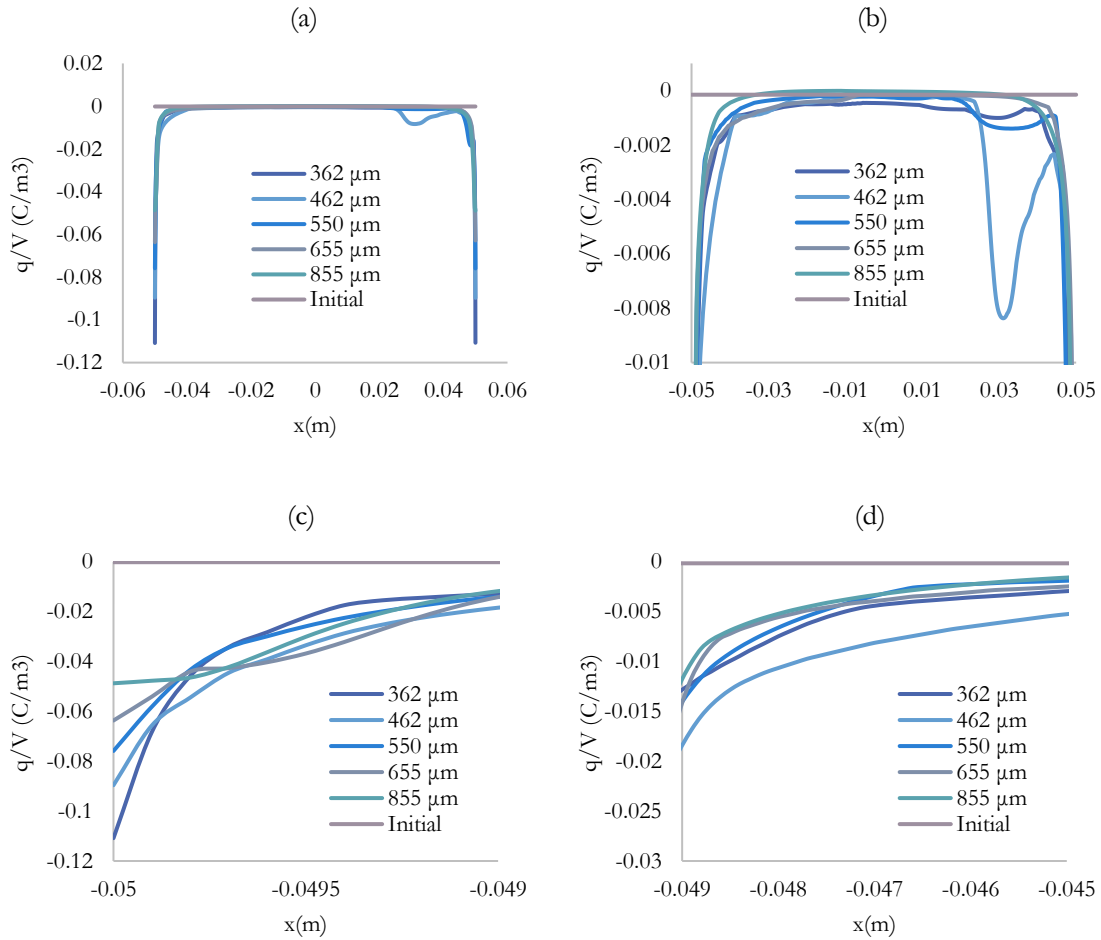 (a)
0.02
0
-0.02
-0.04
-0.06
-0.08
-0.1
-0.12
q/V (C/m3)
362 µm
462 µm
550 µm
655 µm
855 µm
Initial
-0.06 -0.04 -0.02 0 0.02 0.04 0.06
x(m)
(b)
0
-0.002
-0.004
-0.006
-0.008
-0.01
q/V (C/m3)
362 µm
462 µm
550 µm
655 µm
855 µm
Initial
-0.05 -0.03 -0.01 0.01 0.03 0.05
x(m)
(c)
0
-0.02
-0.04
-0.06
-0.08
-0.1
-0.12
q/V (C/m3)
362 µm
462 µm
550 µm
655 µm
855 µm
Initial
-0.05 -0.0495 -0.049
x(m)
(d)
0
-0.005
-0.01
-0.015
-0.02
-0.025
-0.03
q/V (C/m3)
362 µm
462 µm
550 µm
655 µm
855 µm
Initial
-0.049 -0.048 -0.047 -0.046 -0.045
x(m)